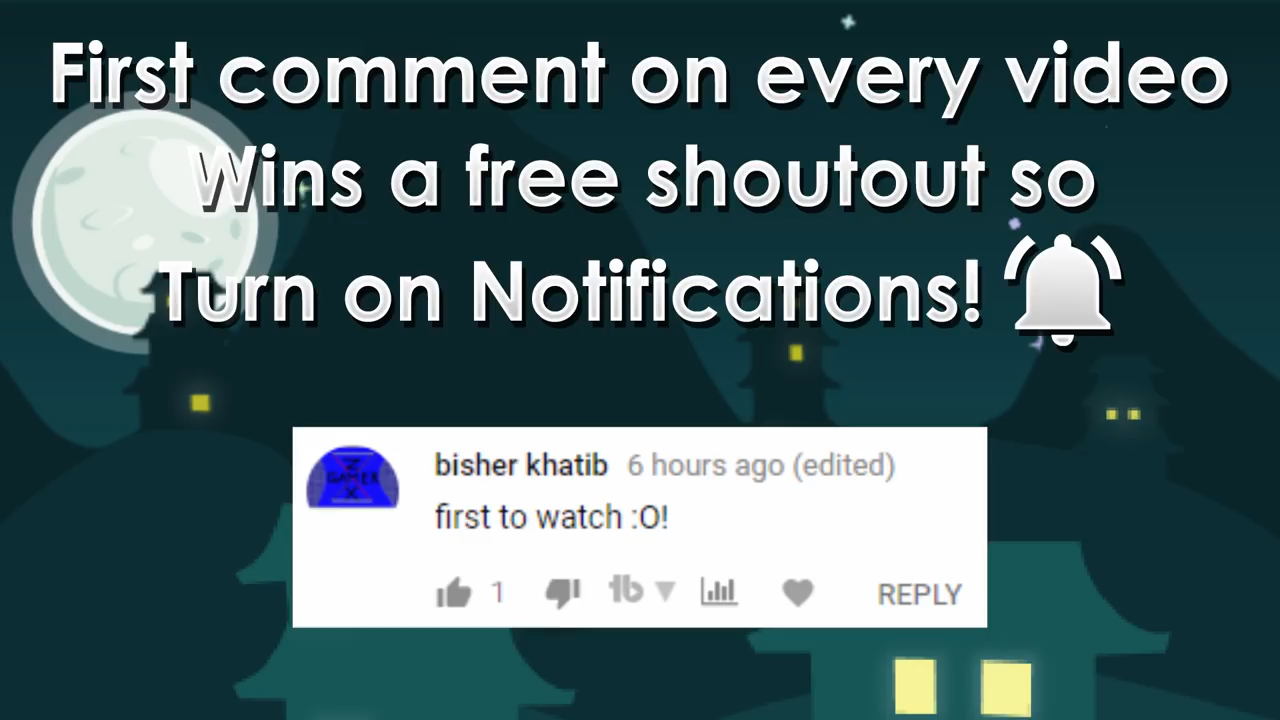 First comment on every video
Wins a free shoutout so
Turn on Notifications!
bisher khatib 6 hours ago (edited)
first to watch :O!
1 REPLY